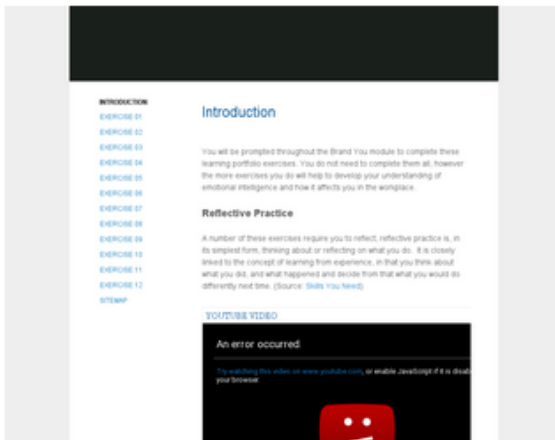 INTRODUCTION
EXERCISE 01
EXERCISE 02
EXERCISE 03
EXERCISE 04
EXERCISE 05
EXERCISE 06
EXERCISE 07
EXERCISE 08
EXERCISE 09
EXERCISE 10
EXERCISE 11
EXERCISE 12
SITEMAP
Introduction
You will be prompted throughout the Brand You module to complete these
learning portfolio exercises. You do not need to complete them all, however
the more exercises you do will help to develop your understanding of
emotional intelligence and how it affects you in the workplace.
Reflective Practice
A number of these exercises require you to reflect, reflective practice is, in
its simplest form, thinking about or reflecting on what you do. It is closely
linked to the concept of learning from experience, in that you think about
what you did, and what happened and decide from that what you would do
differently next time. (Source: Skills You Need)
YOUTUBE VIDEO
An error occurred.
Try watching this video on www.youtube.com, or enable JavaScript if it is disab
your browser.